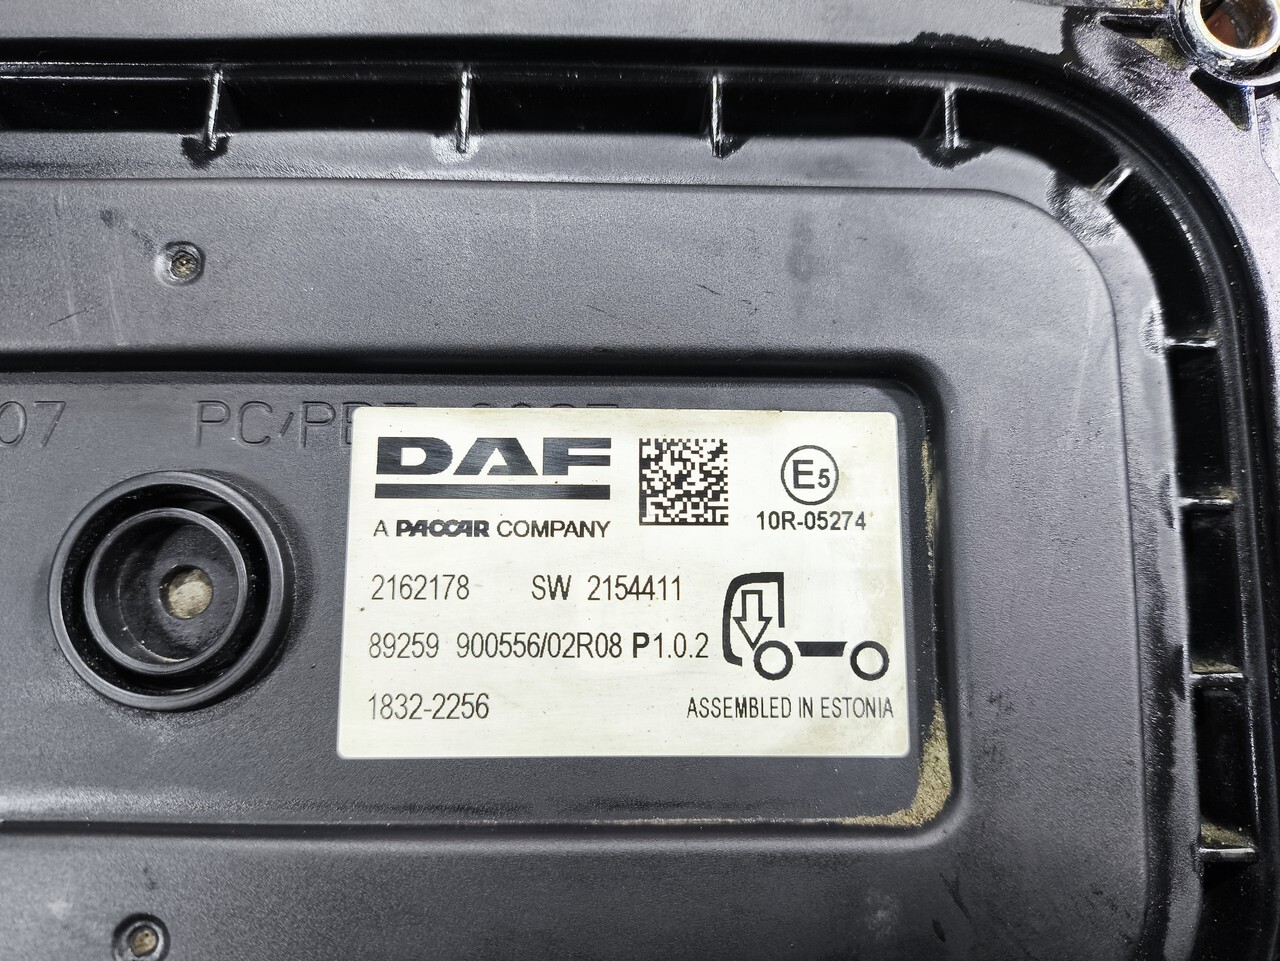 07 PC/PBT
DAF
A PACCAR COMPANY
E5
10R-05274
2162178 SW 2154411
89259 900556/02R08 P1.0.2
1832-2256 ASSEMBLED IN ESTONIA